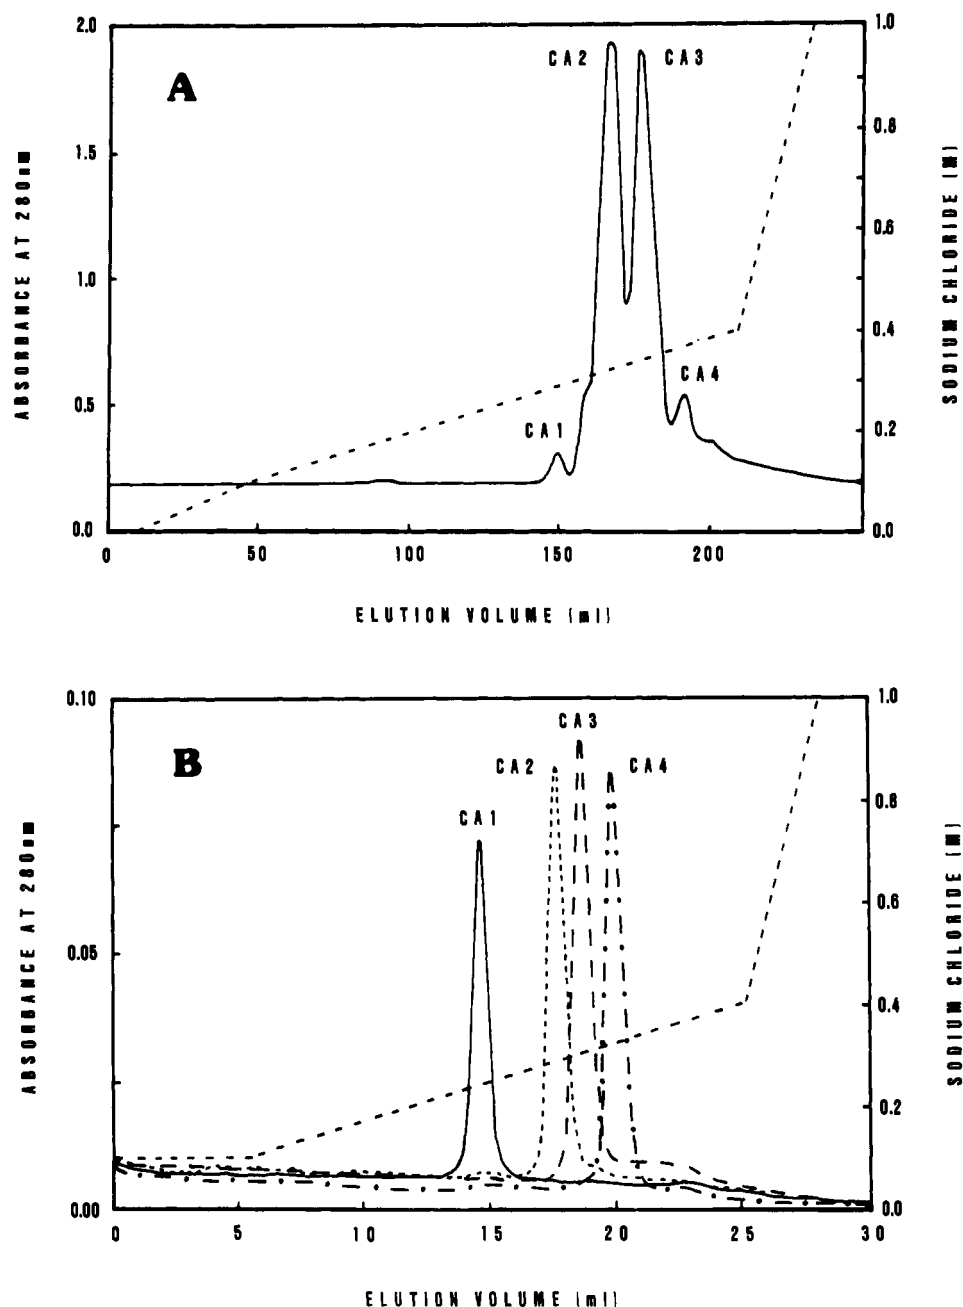 A
ABSORBANCE AT 280nm
2.0
1.5
1.0
0.5
0.0
CA1
CA2
CA3
CA4
1.0
0.8
0.6
0.4
0.2
0.0
SODIUM CHLORIDE (M)
0 50 100 150 200
ELUTION VOLUME (ml)
B
ABSORBANCE AT 280nm
0.10
0.05
0.00
CA1
CA2
CA3
CA4
1.0
0.8
0.6
0.4
0.2
0.0
SODIUM CHLORIDE (M)
0 5 10 15 20 25 30
ELUTION VOLUME (ml)